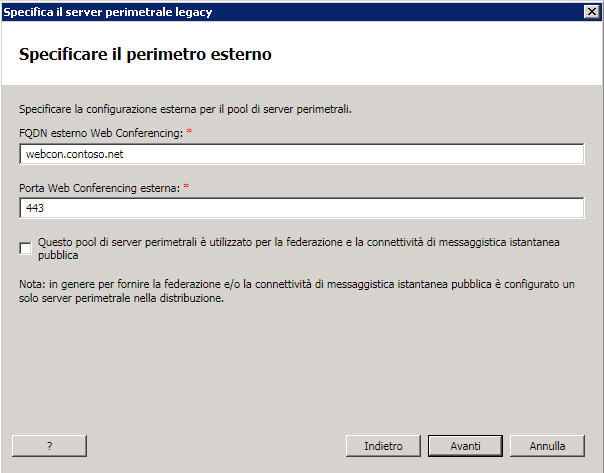 Specifica il server perimetrale legacy
Specificare il perimetro esterno
Specificare la configurazione esterna per il pool di server perimetrali.
FQDN esterno Web Conferencing: *
webcon.contoso.net
Porta Web Conferencing esterna: *
443
Questo pool di server perimetrali è utilizzato per la federazione e la connettività di messaggistica istantanea
pubblica
Nota: in genere per fornire la federazione e/o la connettività di messaggistica istantanea pubblica è configurato un
solo server perimetrale nella distribuzione.
? Indietro Avanti Annulla